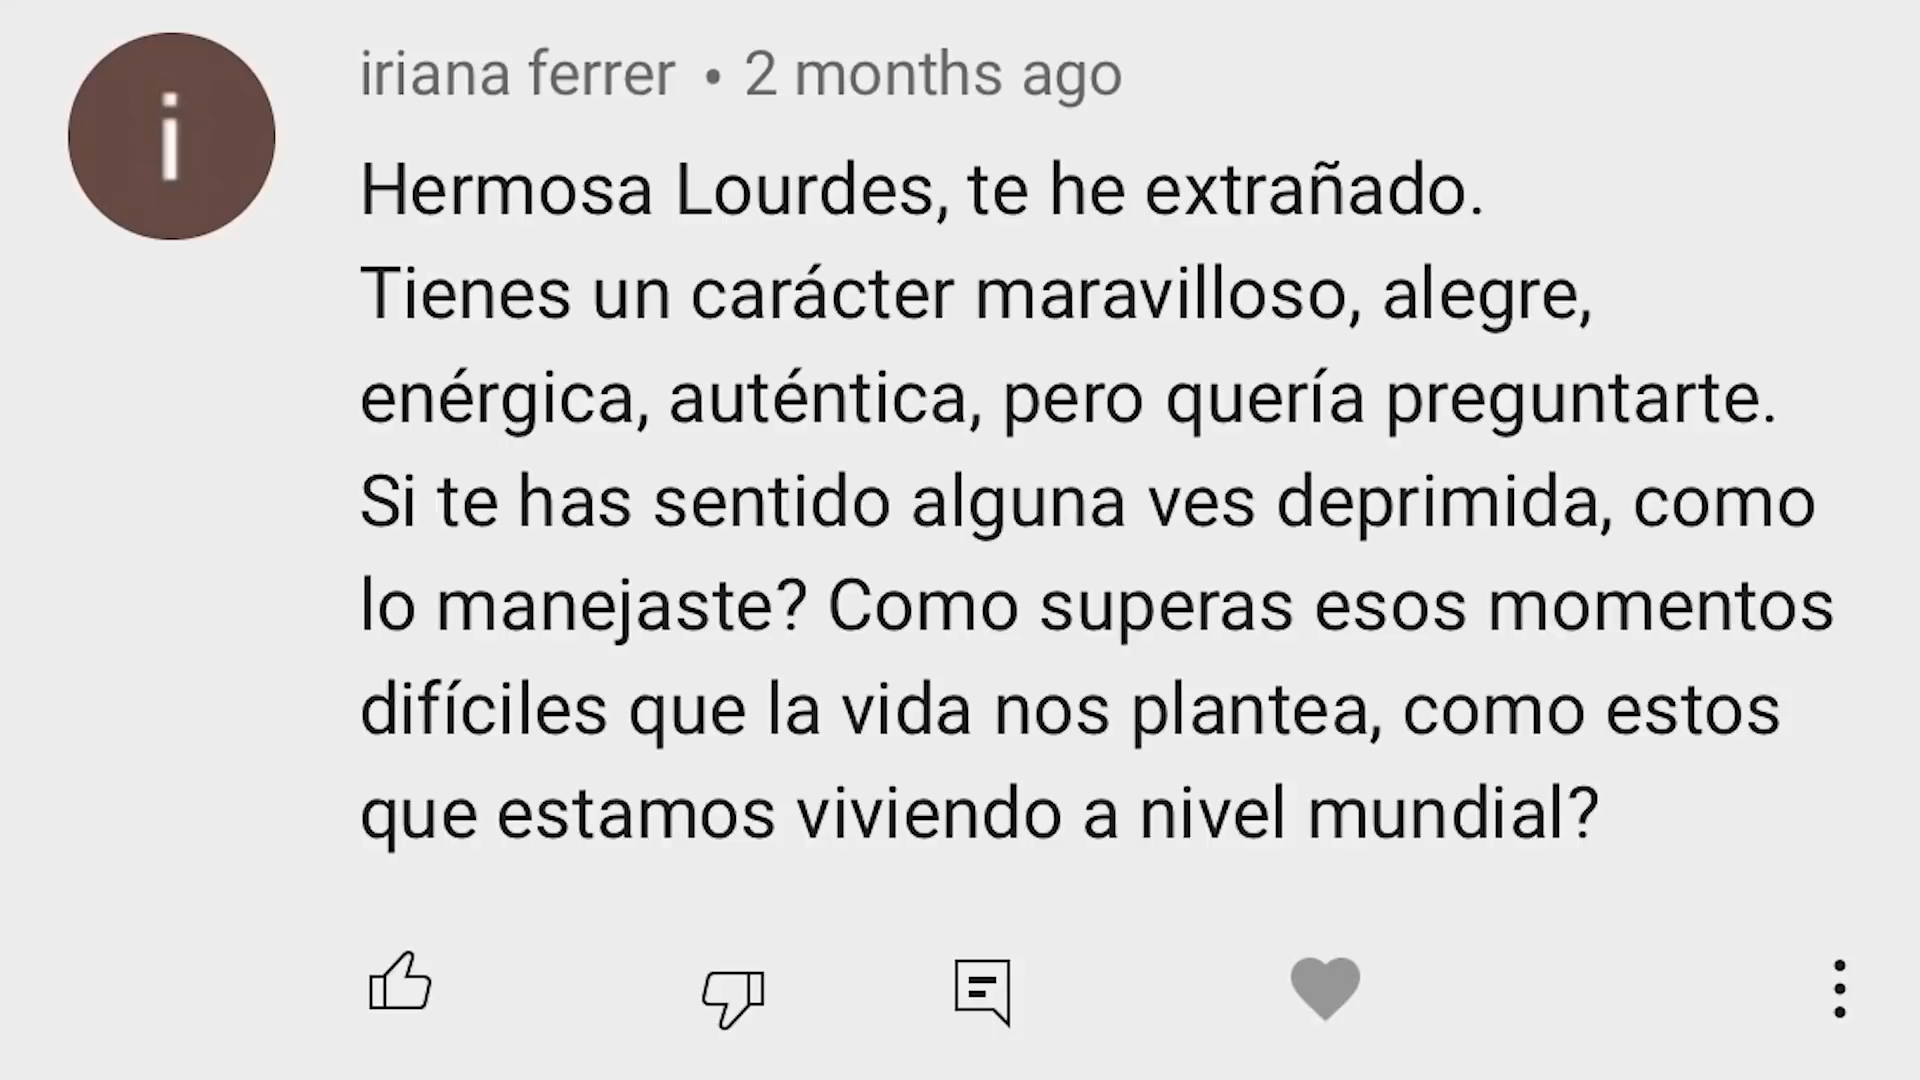 i
iriana ferrer • 2 months ago
Hermosa Lourdes, te he extrañado.
Tienes un carácter maravilloso, alegre,
enérgica, auténtica, pero quería preguntarte.
Si te has sentido alguna ves deprimida, como
lo manejaste? Como superas esos momentos
difíciles que la vida nos plantea, como estos
que estamos viviendo a nivel mundial?